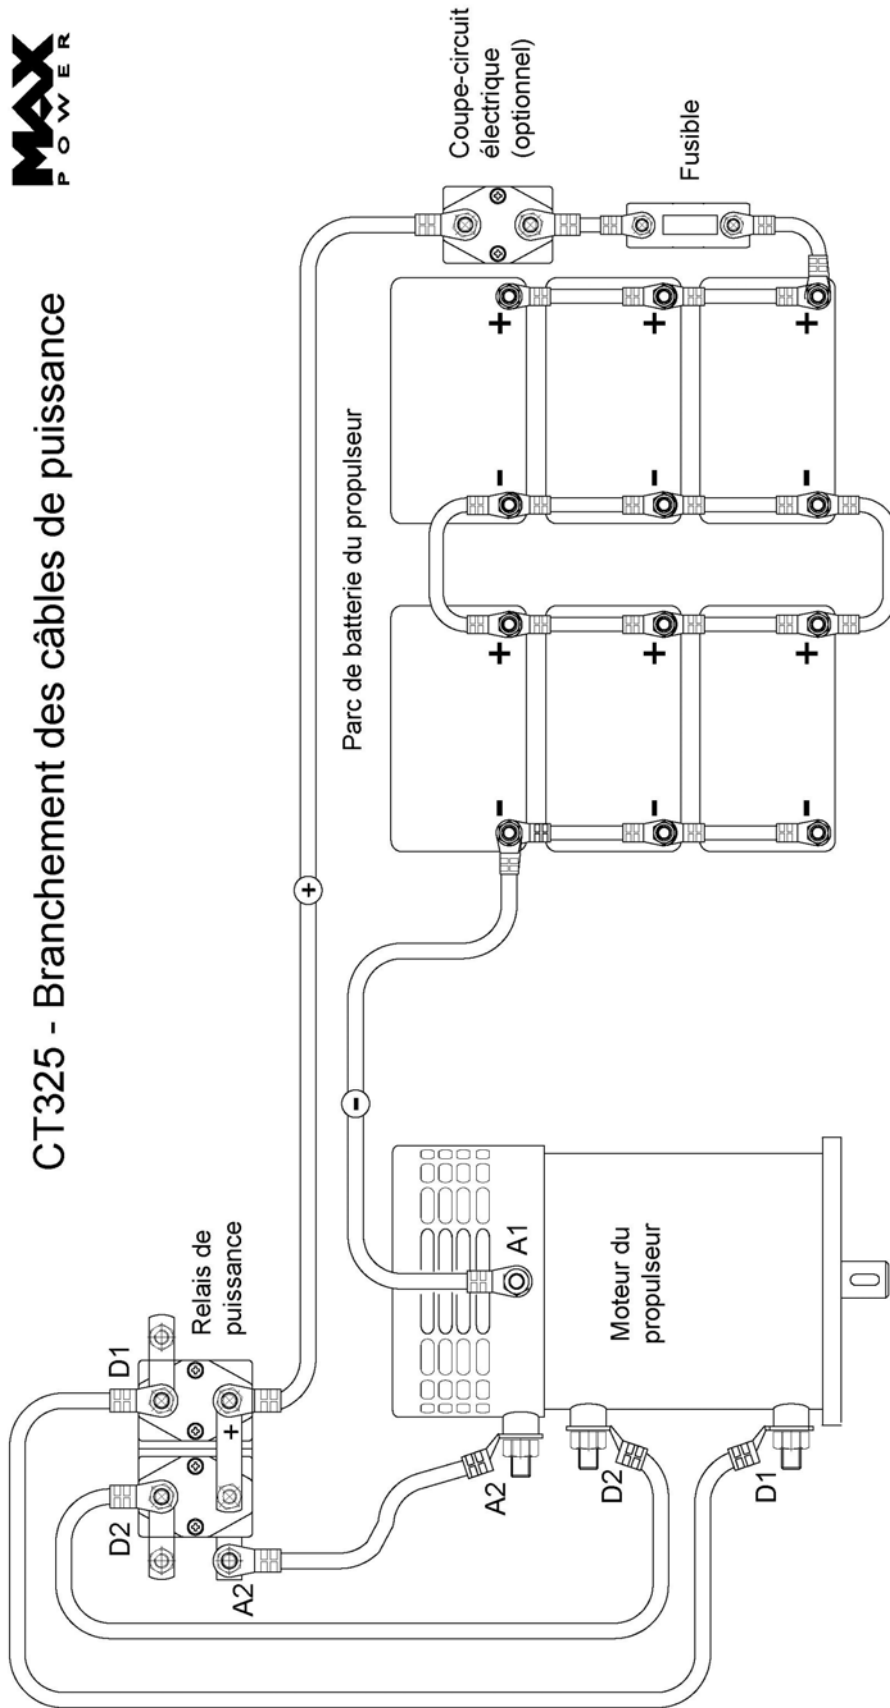 MAX
POWER
CT325 - Branchement des câbles de puissance
D1
D2
A2
+
Relais de
puissance
+
-
A1
A2
D2
D1
Moteur du
propulseur
Parc de batterie du propulseur
-
+
-
+
-
+
-
+
-
+
-
+
Coupe-circuit
électrique
(optionnel)
Fusible